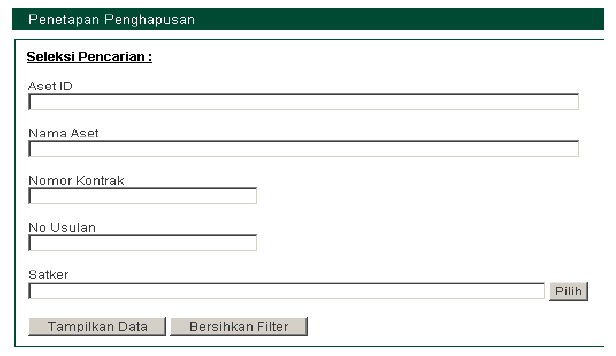 Penetapan Penghapusan
Seleksi Pencarian :
Aset ID
Nama Aset
Nomor Kontrak
No Usulan
Satker
Pilih
Tampilkan Data Bersihkan Filter